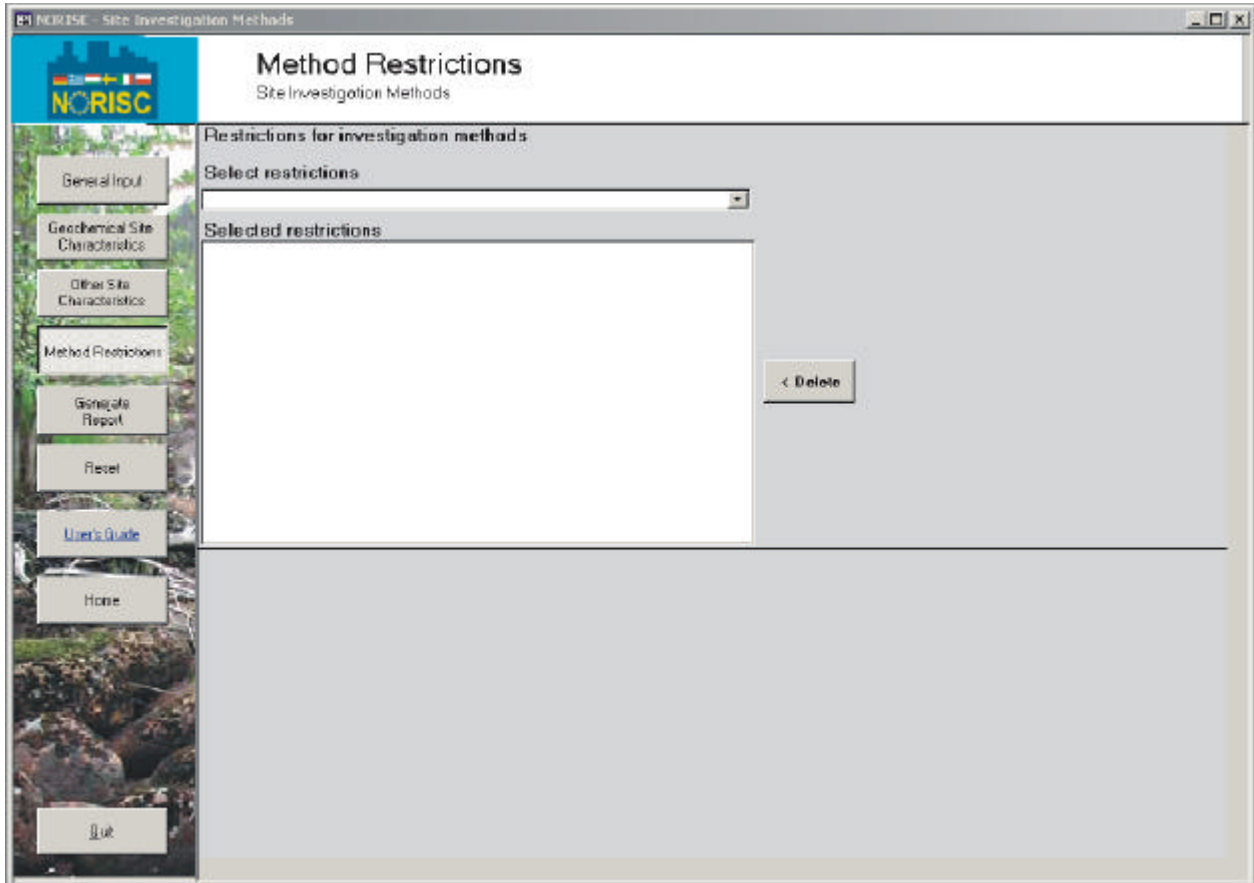 NORISC - Site Investigation Methods
NORISC
Method Restrictions
Site Investigation Methods
Restrictions for investigation methods
Select restrictions
Selected restrictions
< Delete
General Input
Geochemical Site
Characteristics
Other Site
Characteristics
Method Restrictions
Generate
Report
Reset
User's Guide
Home
Quit